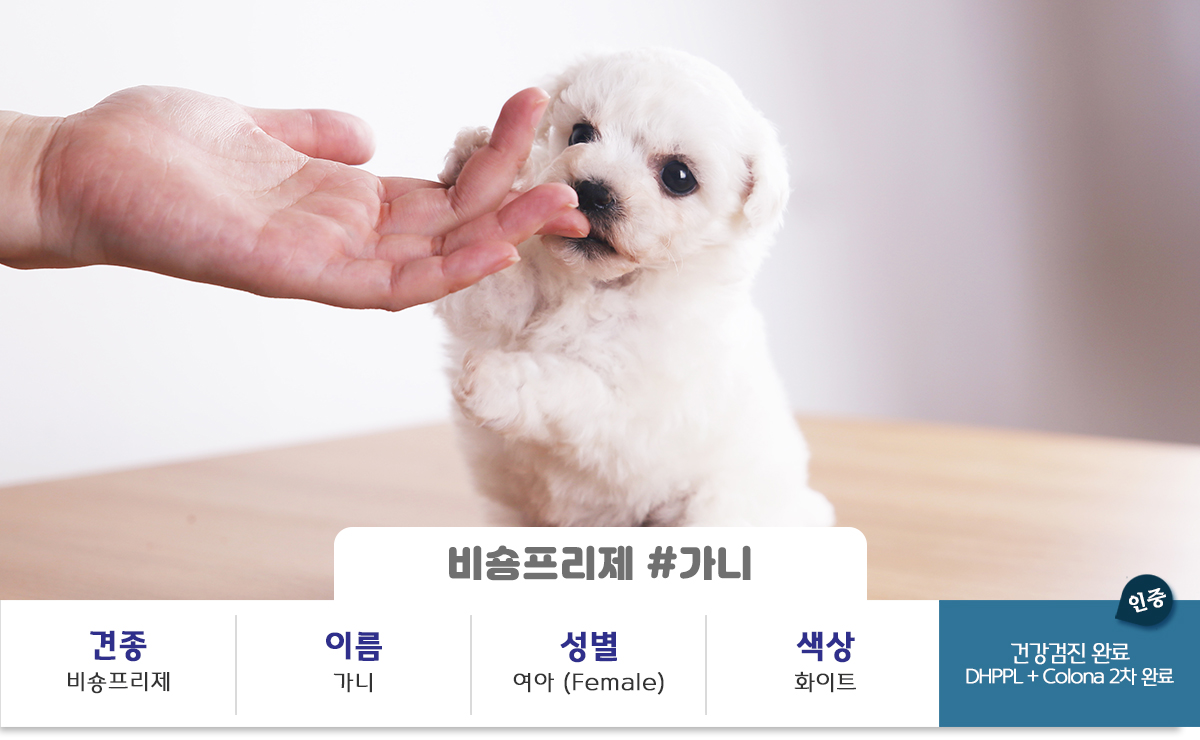 비숑프리제 #가니
견종
비숑프리제
이름
가니
성별
여아 (Female)
색상
화이트
인증
건강검진 완료
DHPPL + Colona 2차 완료